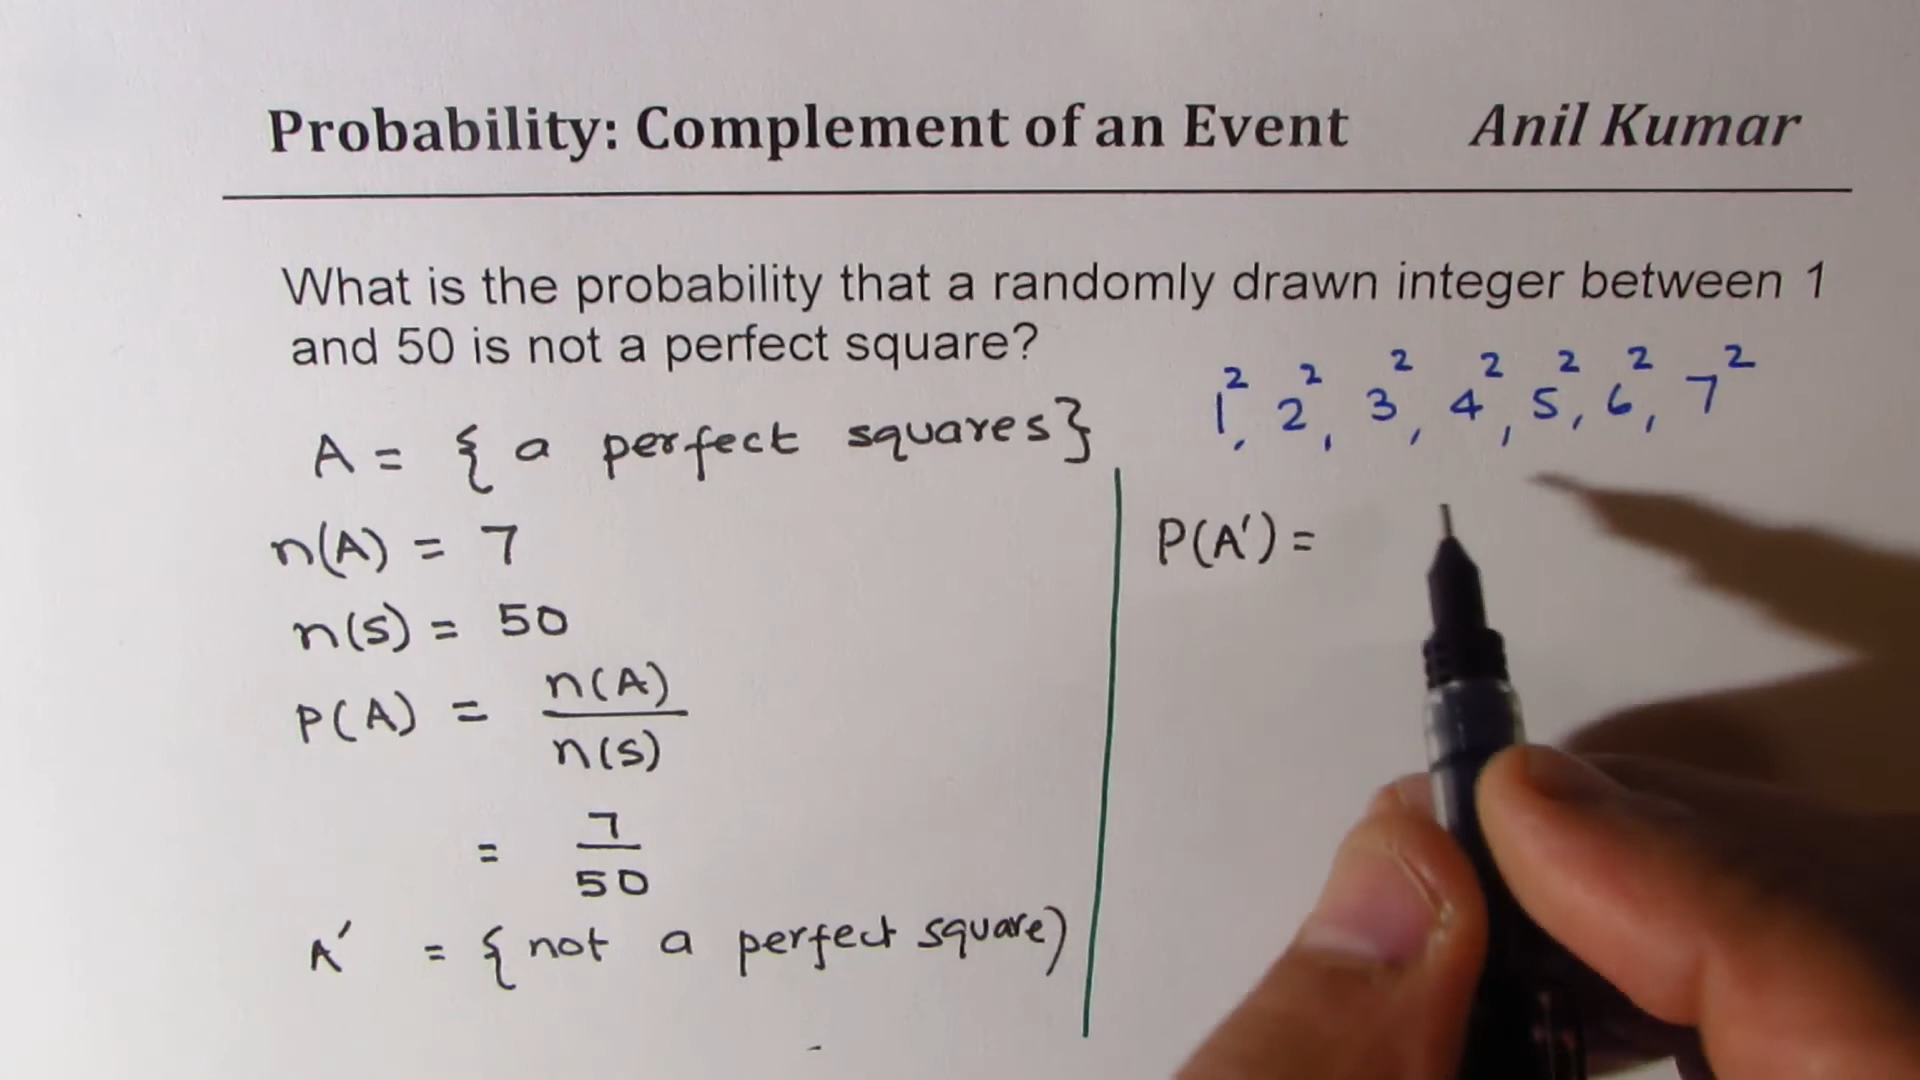 Probability: Complement of an Event Anil Kumar
What is the probability that a randomly drawn integer between 1
and 50 is not a perfect square?
1², 2², 3², 4², 5², 6², 7²
A = { a perfect squares}
n(A) = 7
n(S) = 50
P(A) = n(A)/n(S)
= 7/50
A' = { not a perfect square)
P(A') =